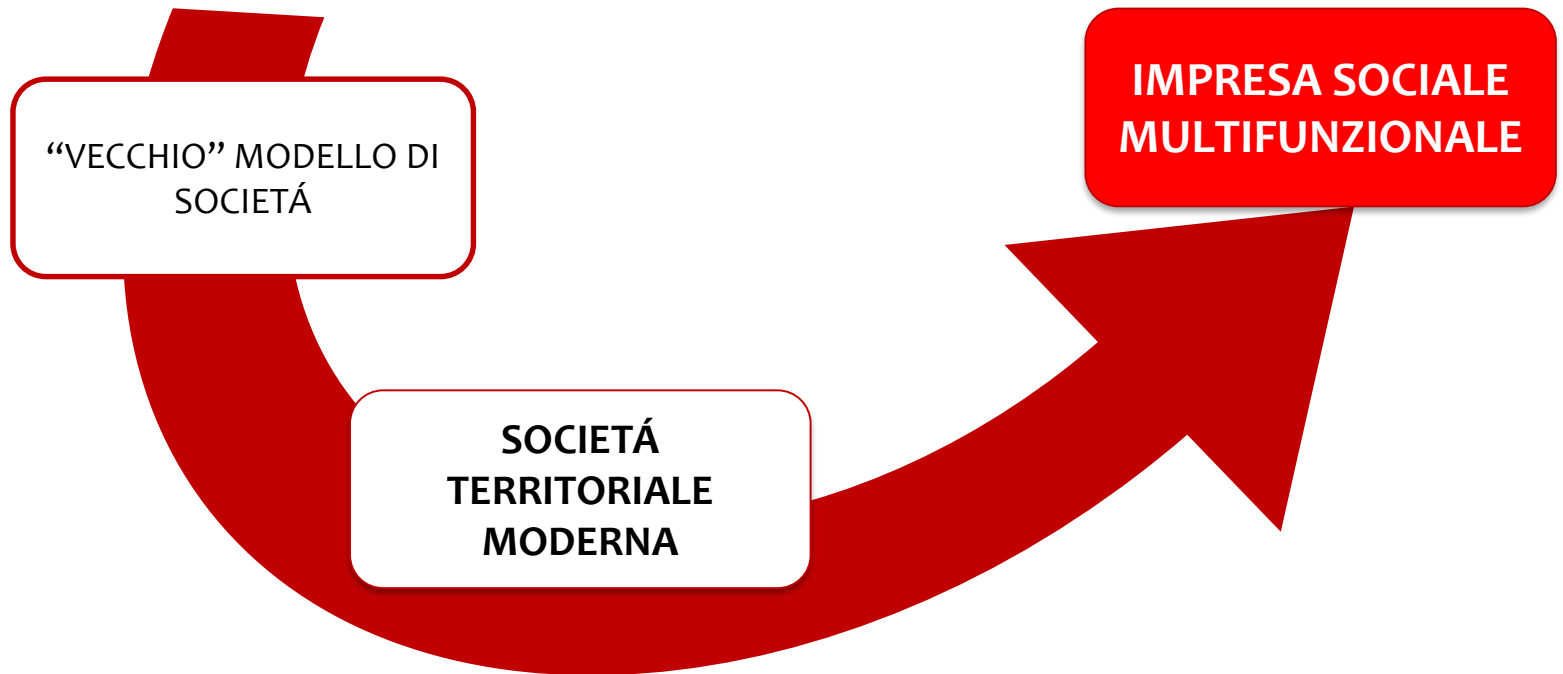 “VECCHIO” MODELLO DI
SOCIETÁ
SOCIETÁ
TERRITORIALE
MODERNA
IMPRESA SOCIALE
MULTIFUNZIONALE